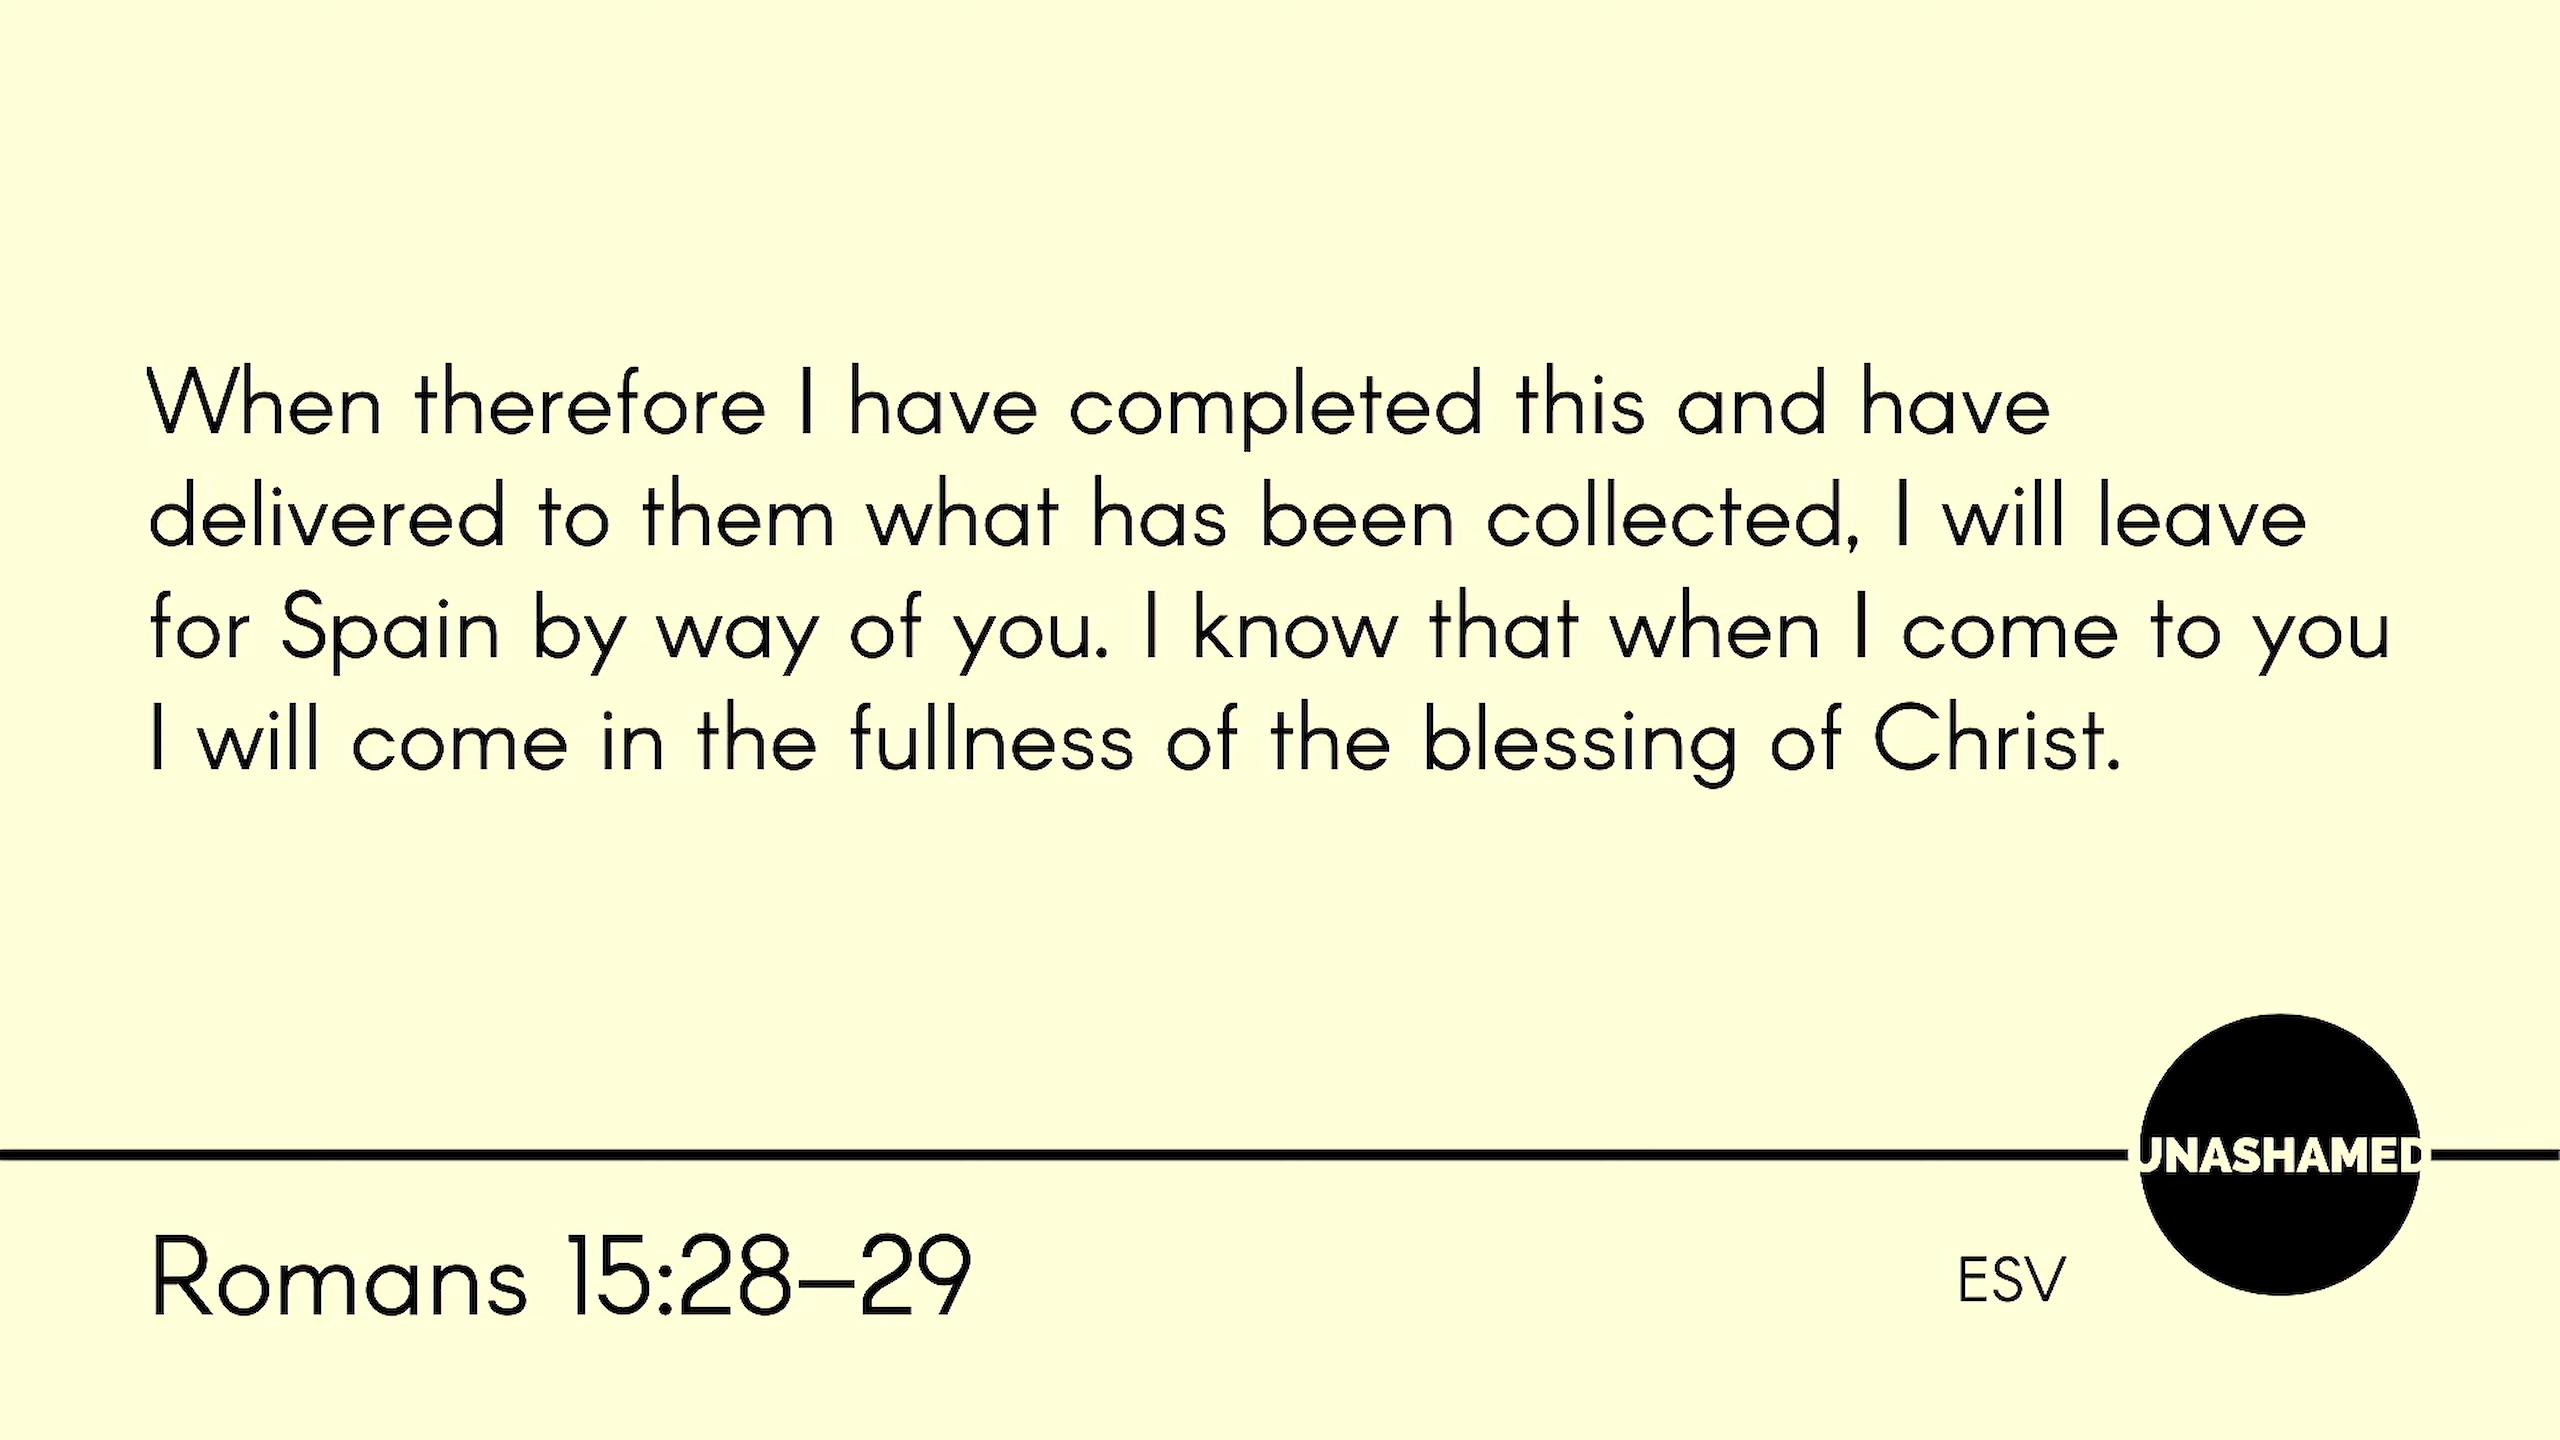 When therefore I have completed this and have
delivered to them what has been collected, I will leave
for Spain by way of you. I know that when I come to you
I will come in the fullness of the blessing of Christ.
UNASHAMED
Romans 15:28–29
ESV